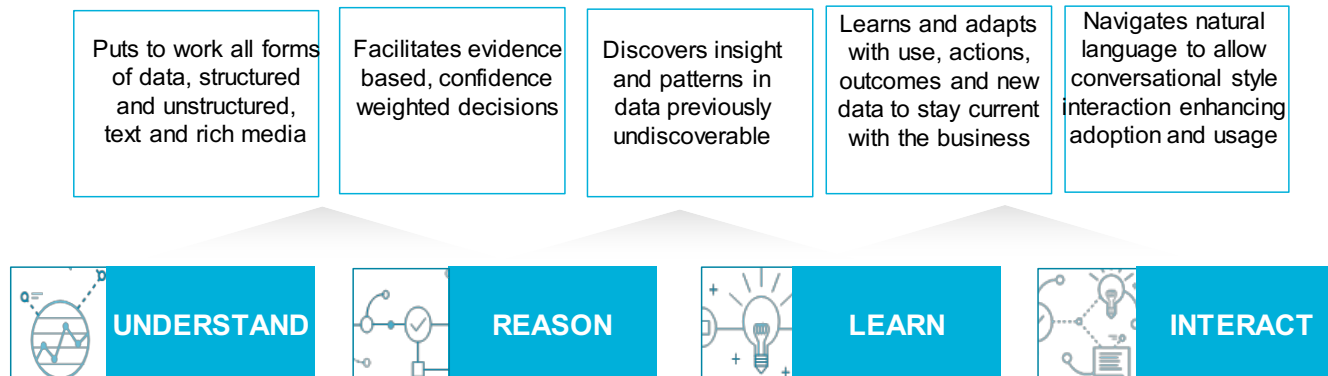 Puts to work all forms
of data, structured
and unstructured,
text and rich media
Facilitates evidence
based, confidence
weighted decisions
Discovers insight
and patterns in
data previously
undiscoverable
Learns and adapts
with use, actions,
outcomes and new
data to stay current
with the business
Navigates natural
language to allow
conversational style
interaction enhancing
adoption and usage
UNDERSTAND
REASON
LEARN
INTERACT